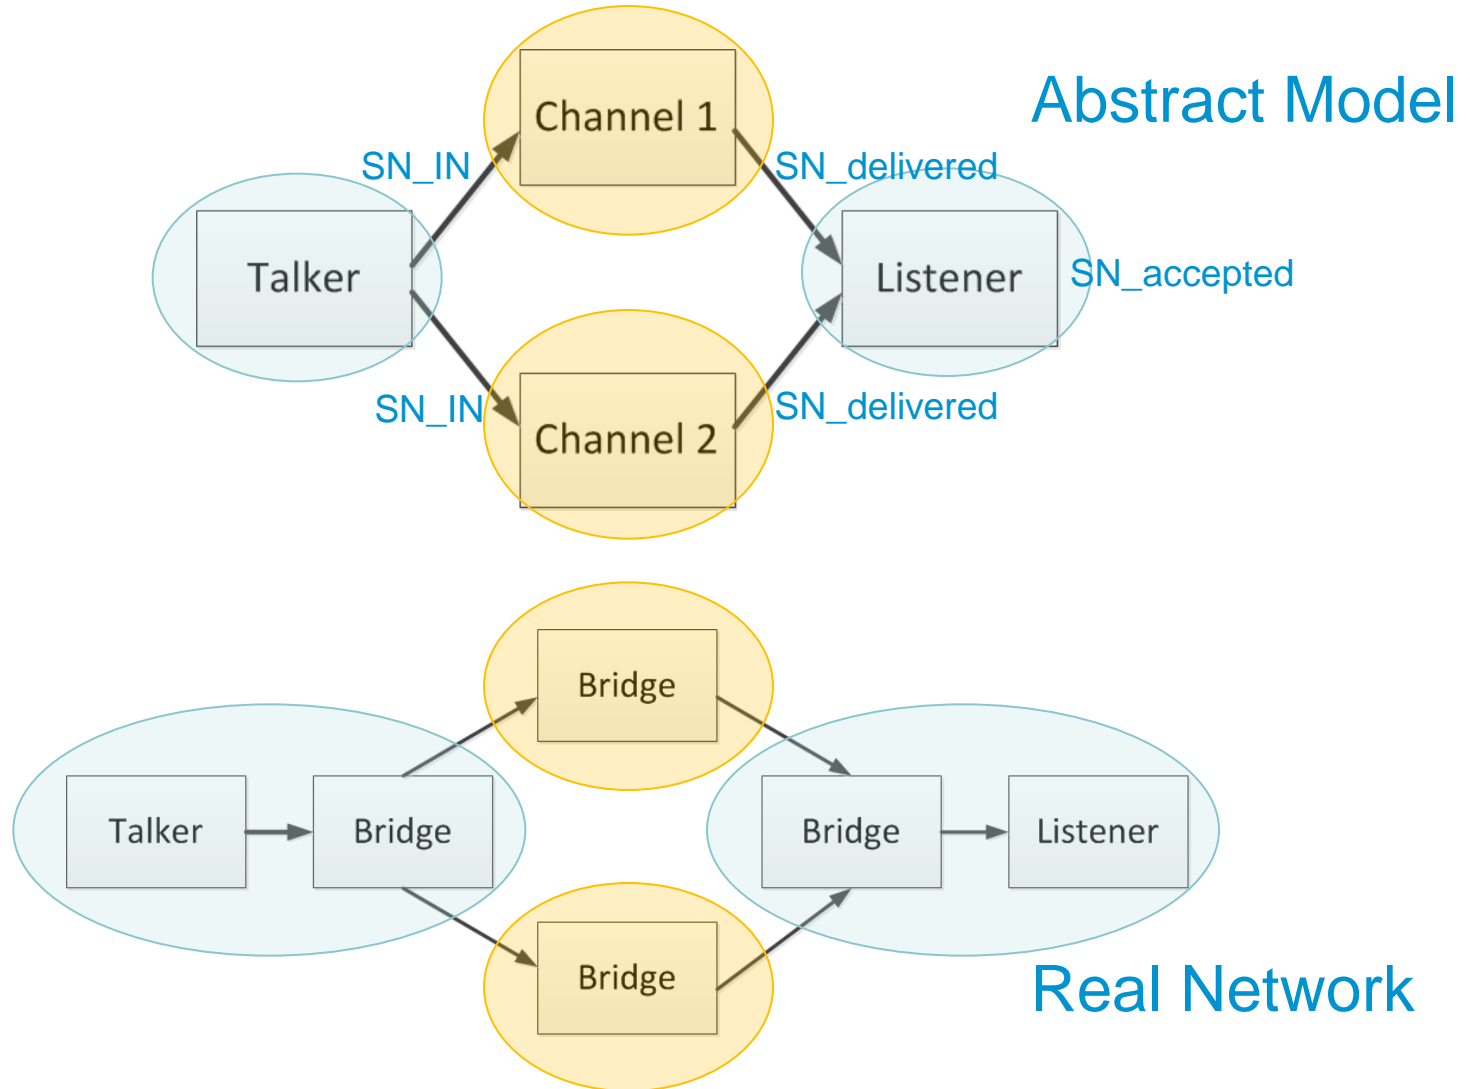 Abstract Model
Channel 1
SN_IN
SN_delivered
Talker
Listener
SN_accepted
SN_IN
SN_delivered
Channel 2
Bridge
Talker
Bridge
Bridge
Listener
Bridge
Real Network